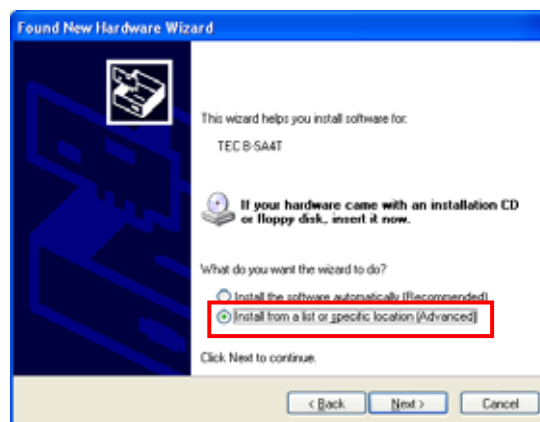 Found New Hardware Wizard
This wizard helps you install software for:
TEC B-SA4T
If your hardware came with an installation CD
or floppy disk, insert it now.
What do you want the wizard to do?
Install the software automatically (Recommended)
Install from a list or specific location (Advanced)
Click Next to continue.
< Back Next > Cancel